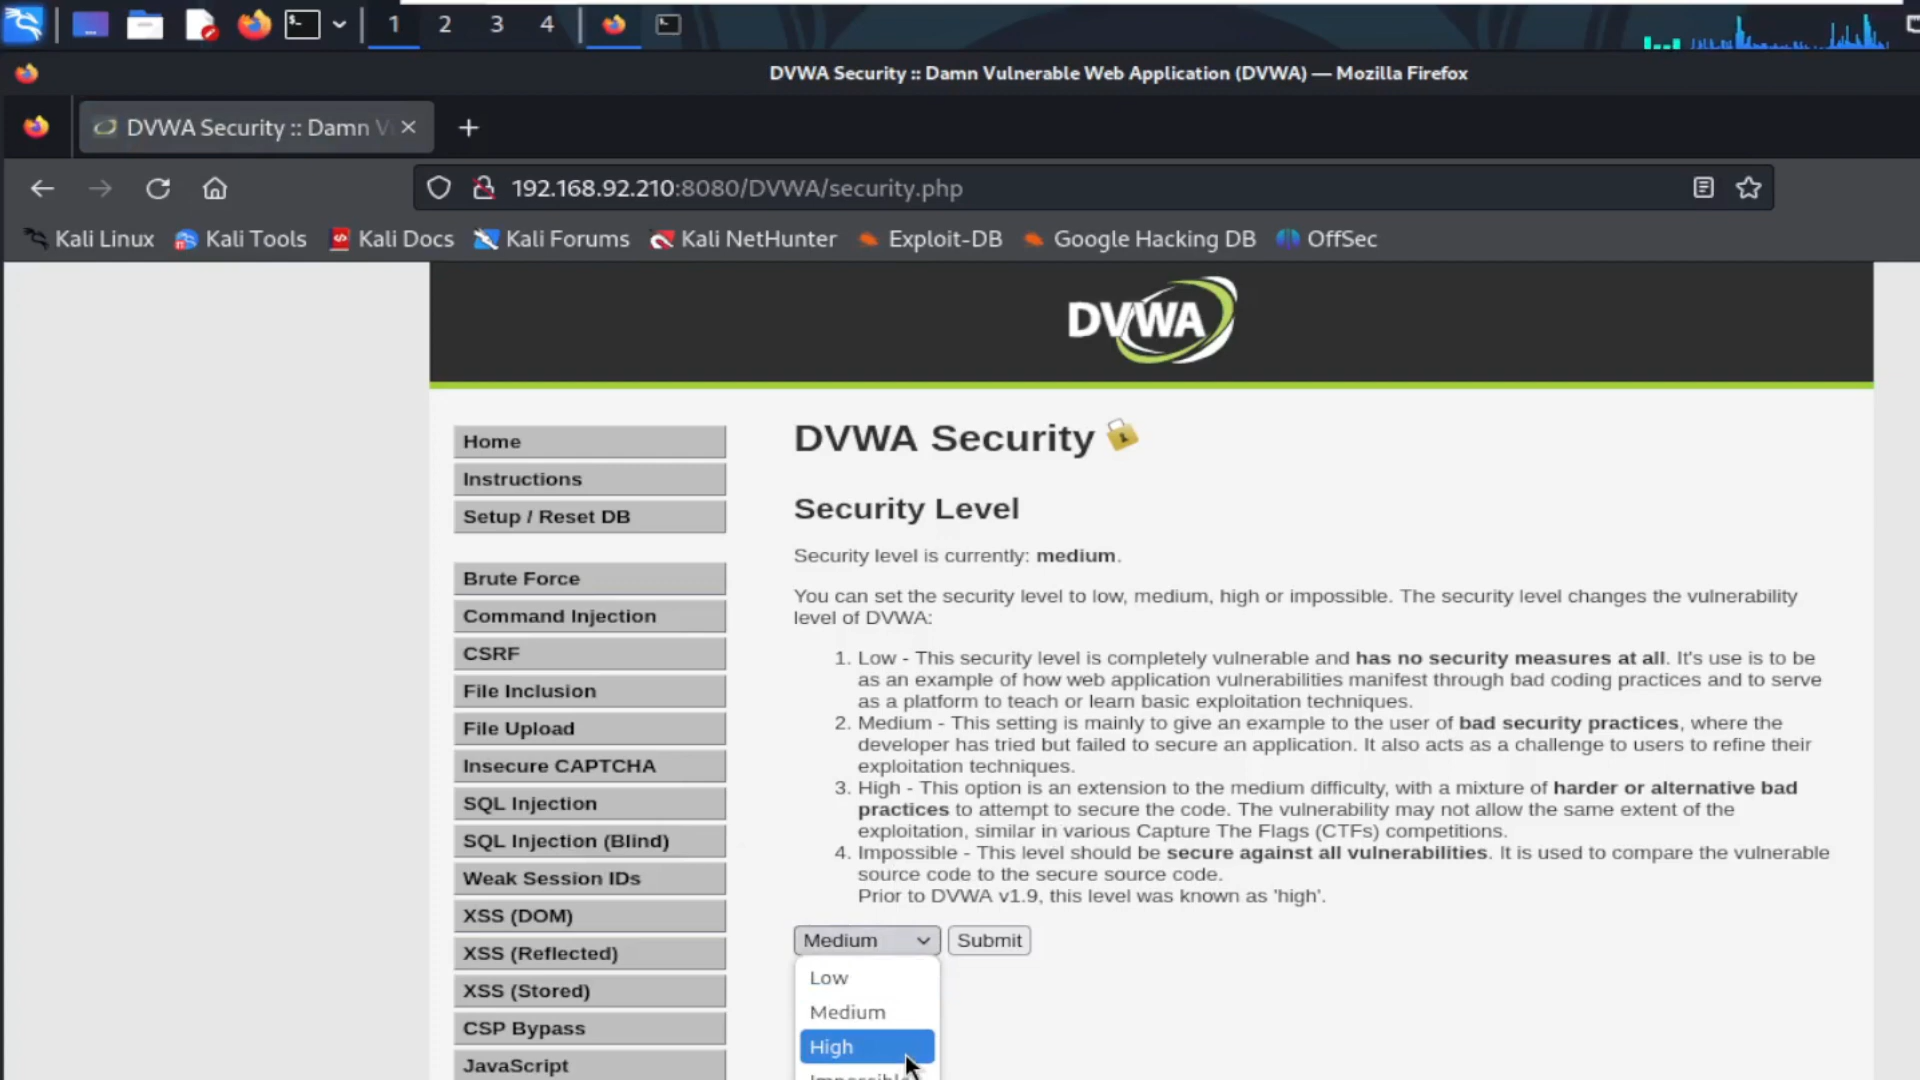 1 2 3 4
DVWA Security :: Damn Vulnerable Web Application (DVWA) — Mozilla Firefox
DVWA Security :: Damn V
192.168.92.210:8080/DVWA/security.php
Kali Linux Kali Tools Kali Docs Kali Forums Kali NetHunter Exploit-DB Google Hacking DB OffSec
DVWA
Home
Instructions
Setup / Reset DB
Brute Force
Command Injection
CSRF
File Inclusion
File Upload
Insecure CAPTCHA
SQL Injection
SQL Injection (Blind)
Weak Session IDs
XSS (DOM)
XSS (Reflected)
XSS (Stored)
CSP Bypass
JavaScript
DVWA Security
Security Level
Security level is currently: medium.
You can set the security level to low, medium, high or impossible. The security level changes the vulnerability
level of DVWA:
1. Low - This security level is completely vulnerable and has no security measures at all. It's use is to be
as an example of how web application vulnerabilities manifest through bad coding practices and to serve
as a platform to teach or learn basic exploitation techniques.
2. Medium - This setting is mainly to give an example to the user of bad security practices, where the
developer has tried but failed to secure an application. It also acts as a challenge to users to refine their
exploitation techniques.
3. High - This option is an extension to the medium difficulty, with a mixture of harder or alternative bad
practices to attempt to secure the code. The vulnerability may not allow the same extent of the
exploitation, similar in various Capture The Flags (CTFs) competitions.
4. Impossible - This level should be secure against all vulnerabilities. It is used to compare the vulnerable
source code to the secure source code.
Prior to DVWA v1.9, this level was known as 'high'.
Medium Submit
Low
Medium
High
Impossible